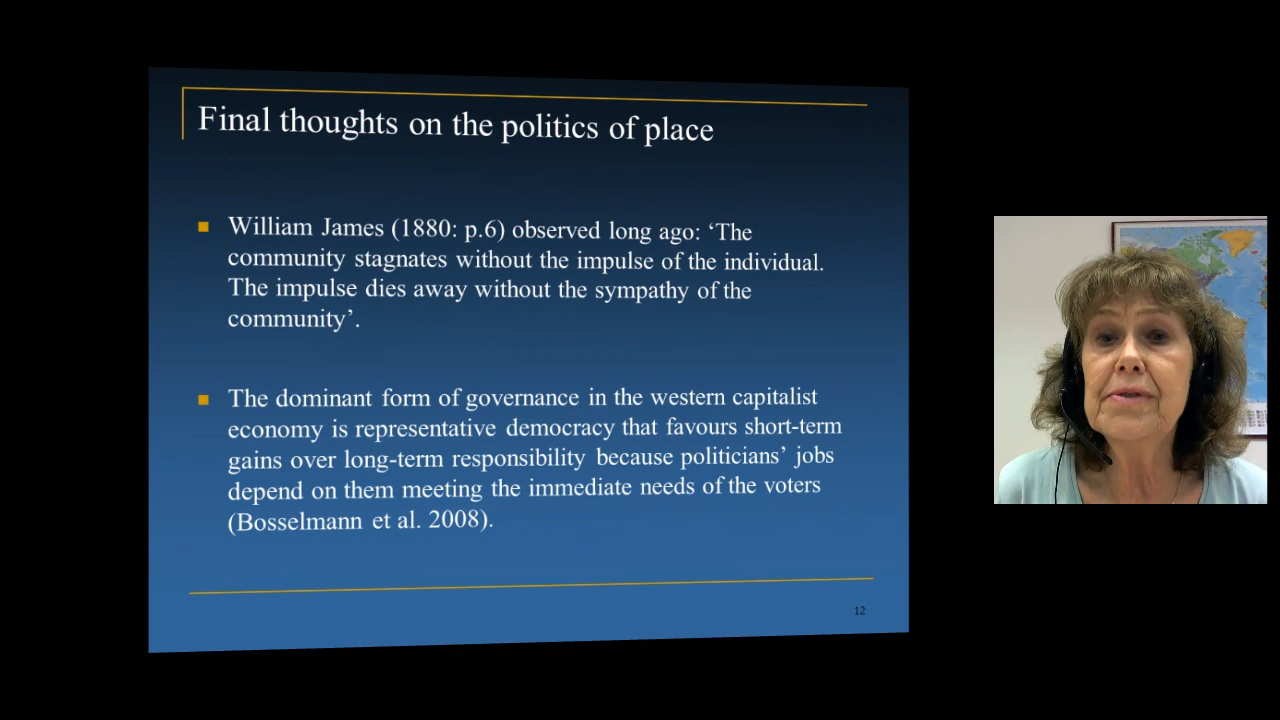 Final thoughts on the politics of place
William James (1880: p.6) observed long ago: ‘The
community stagnates without the impulse of the individual.
The impulse dies away without the sympathy of the
community’.
The dominant form of governance in the western capitalist
economy is representative democracy that favours short-term
gains over long-term responsibility because politicians’ jobs
depend on them meeting the immediate needs of the voters
(Bosselmann et al. 2008).
12